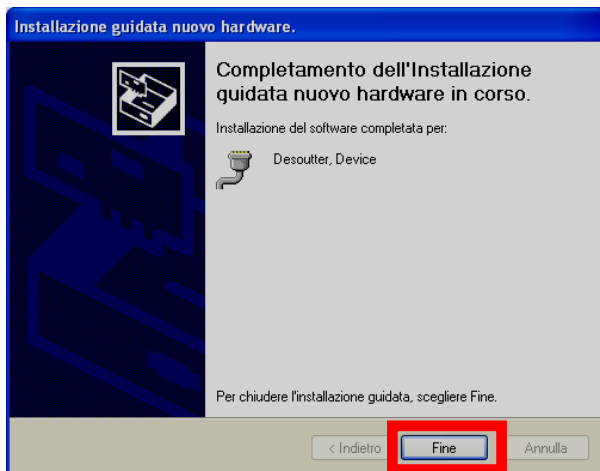 Installazione guidata nuovo hardware.
Completamento dell'Installazione
guidata nuovo hardware in corso.
Installazione del software completata per:
Desoutter, Device
Per chiudere l'installazione guidata, scegliere Fine.
< Indietro Fine Annulla